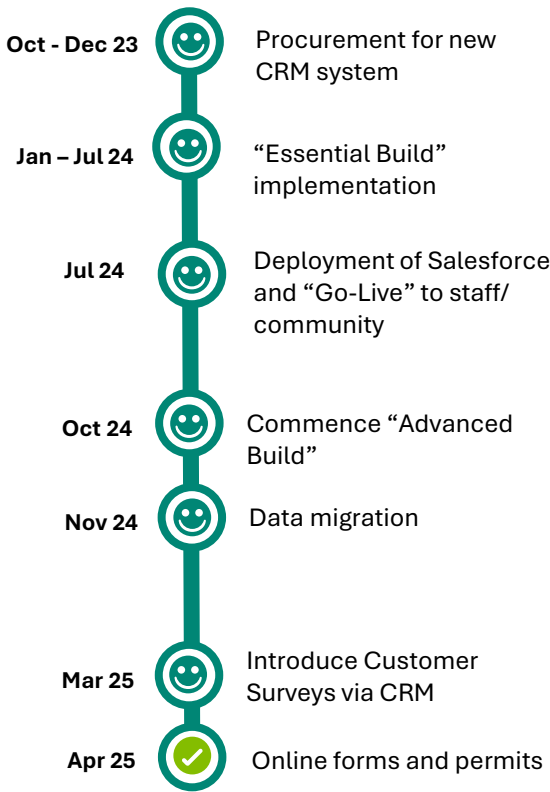 Oct - Dec 23
Procurement for new
CRM system
Jan – Jul 24
“Essential Build”
implementation
Jul 24
Deployment of Salesforce
and “Go-Live” to staff/
community
Oct 24
Commence “Advanced
Build”
Nov 24
Data migration
Mar 25
Introduce Customer
Surveys via CRM
Apr 25
Online forms and permits